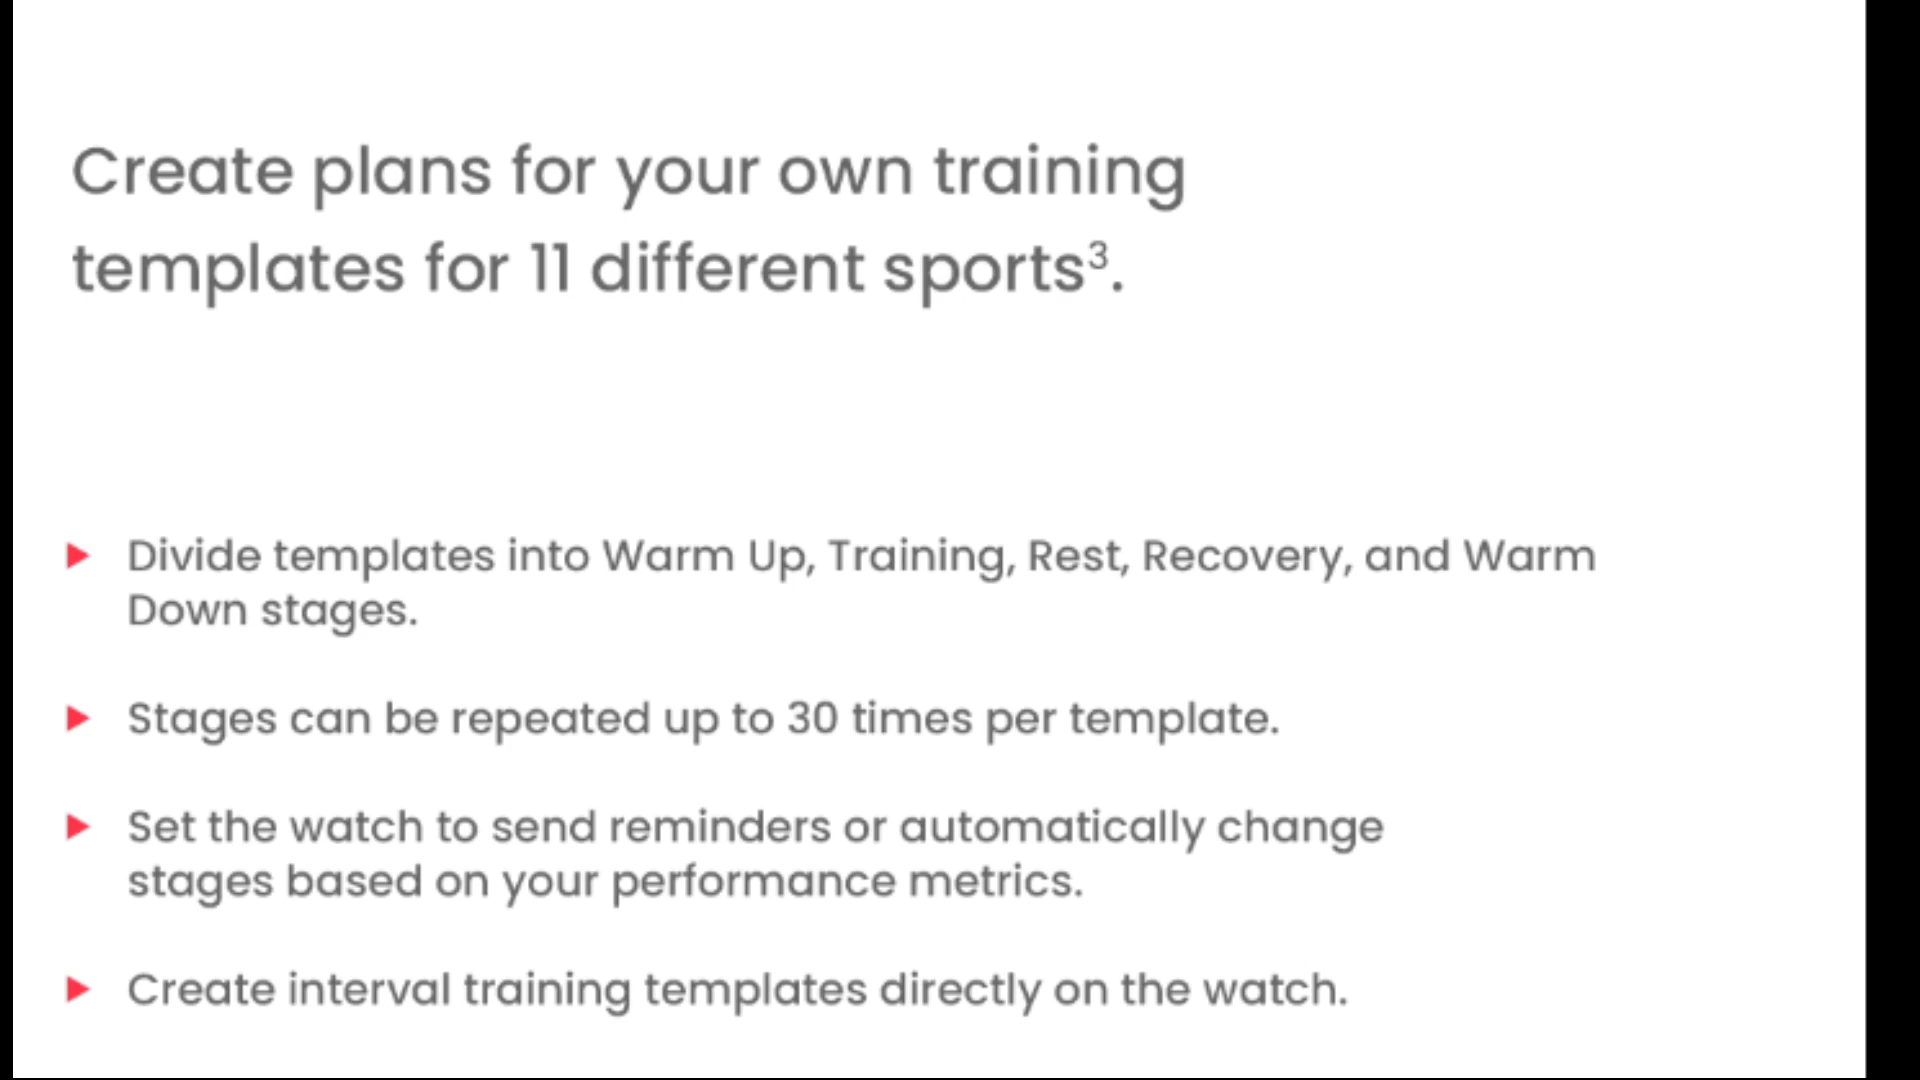 Create plans for your own training
templates for 11 different sports³.
Divide templates into Warm Up, Training, Rest, Recovery, and Warm
Down stages.
Stages can be repeated up to 30 times per template.
Set the watch to send reminders or automatically change
stages based on your performance metrics.
Create interval training templates directly on the watch.